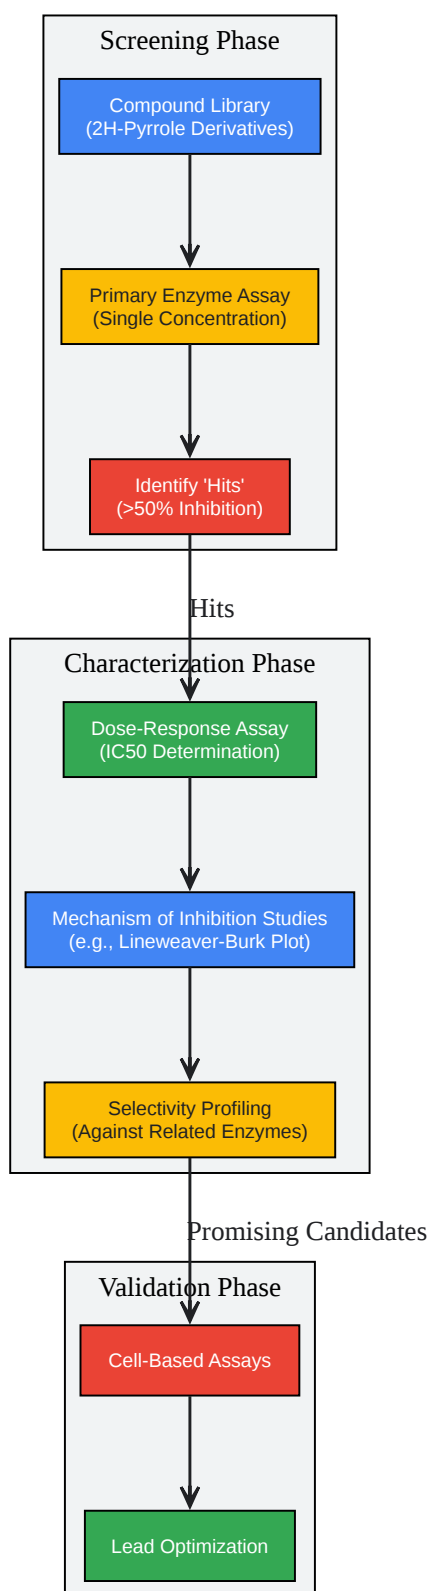 Screening Phase
Compound Library
(2H-Pyrrole Derivatives)
Primary Enzyme Assay
(Single Concentration)
Identify 'Hits'
(>50% Inhibition)
Hits
Characterization Phase
Dose-Response Assay
(IC50 Determination)
Mechanism of Inhibition Studies
(e.g., Lineweaver-Burk Plot)
Selectivity Profiling
(Against Related Enzymes)
Promising Candidates
Validation Phase
Cell-Based Assays
Lead Optimization